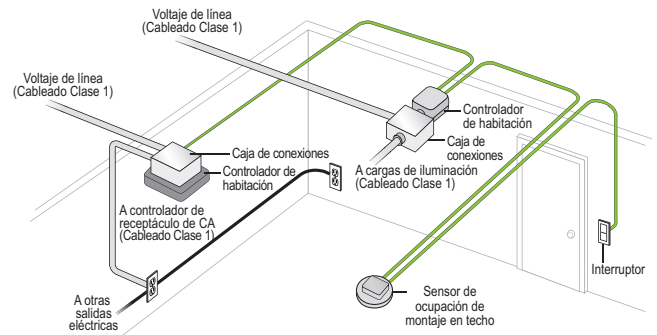 Voltaje de línea
(Cableado Clase 1)
Voltaje de línea
(Cableado Clase 1)
Controlador
de habitación
Caja de
conexiones
A cargas de iluminación
(Cableado Clase 1)
Caja de conexiones
Controlador de
habitación
A controlador de
receptáculo de CA
(Cableado Clase 1)
A otras
salidas
eléctricas
Sensor de
ocupación de
montaje en techo
Interruptor